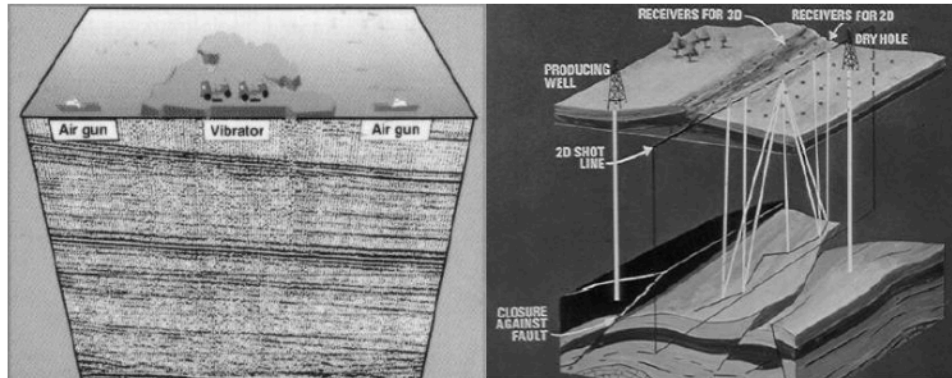 Air gun
Vibrator
Air gun
RECEIVERS FOR 3D
RECEIVERS FOR 2D
DRY HOLE
PRODUCING
WELL
2D SHOT
LINE
CLOSURE
AGAINST
FAULT